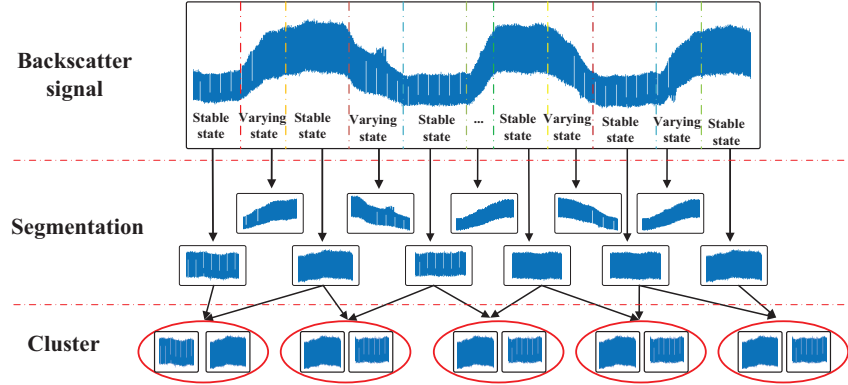 Backscatter
signal
Stable
state
Varying
state
Stable
state
Varying
state
Stable
state
...
Stable
state
Varying
state
Stable
state
Varying
state
Stable
state
Segmentation
Cluster